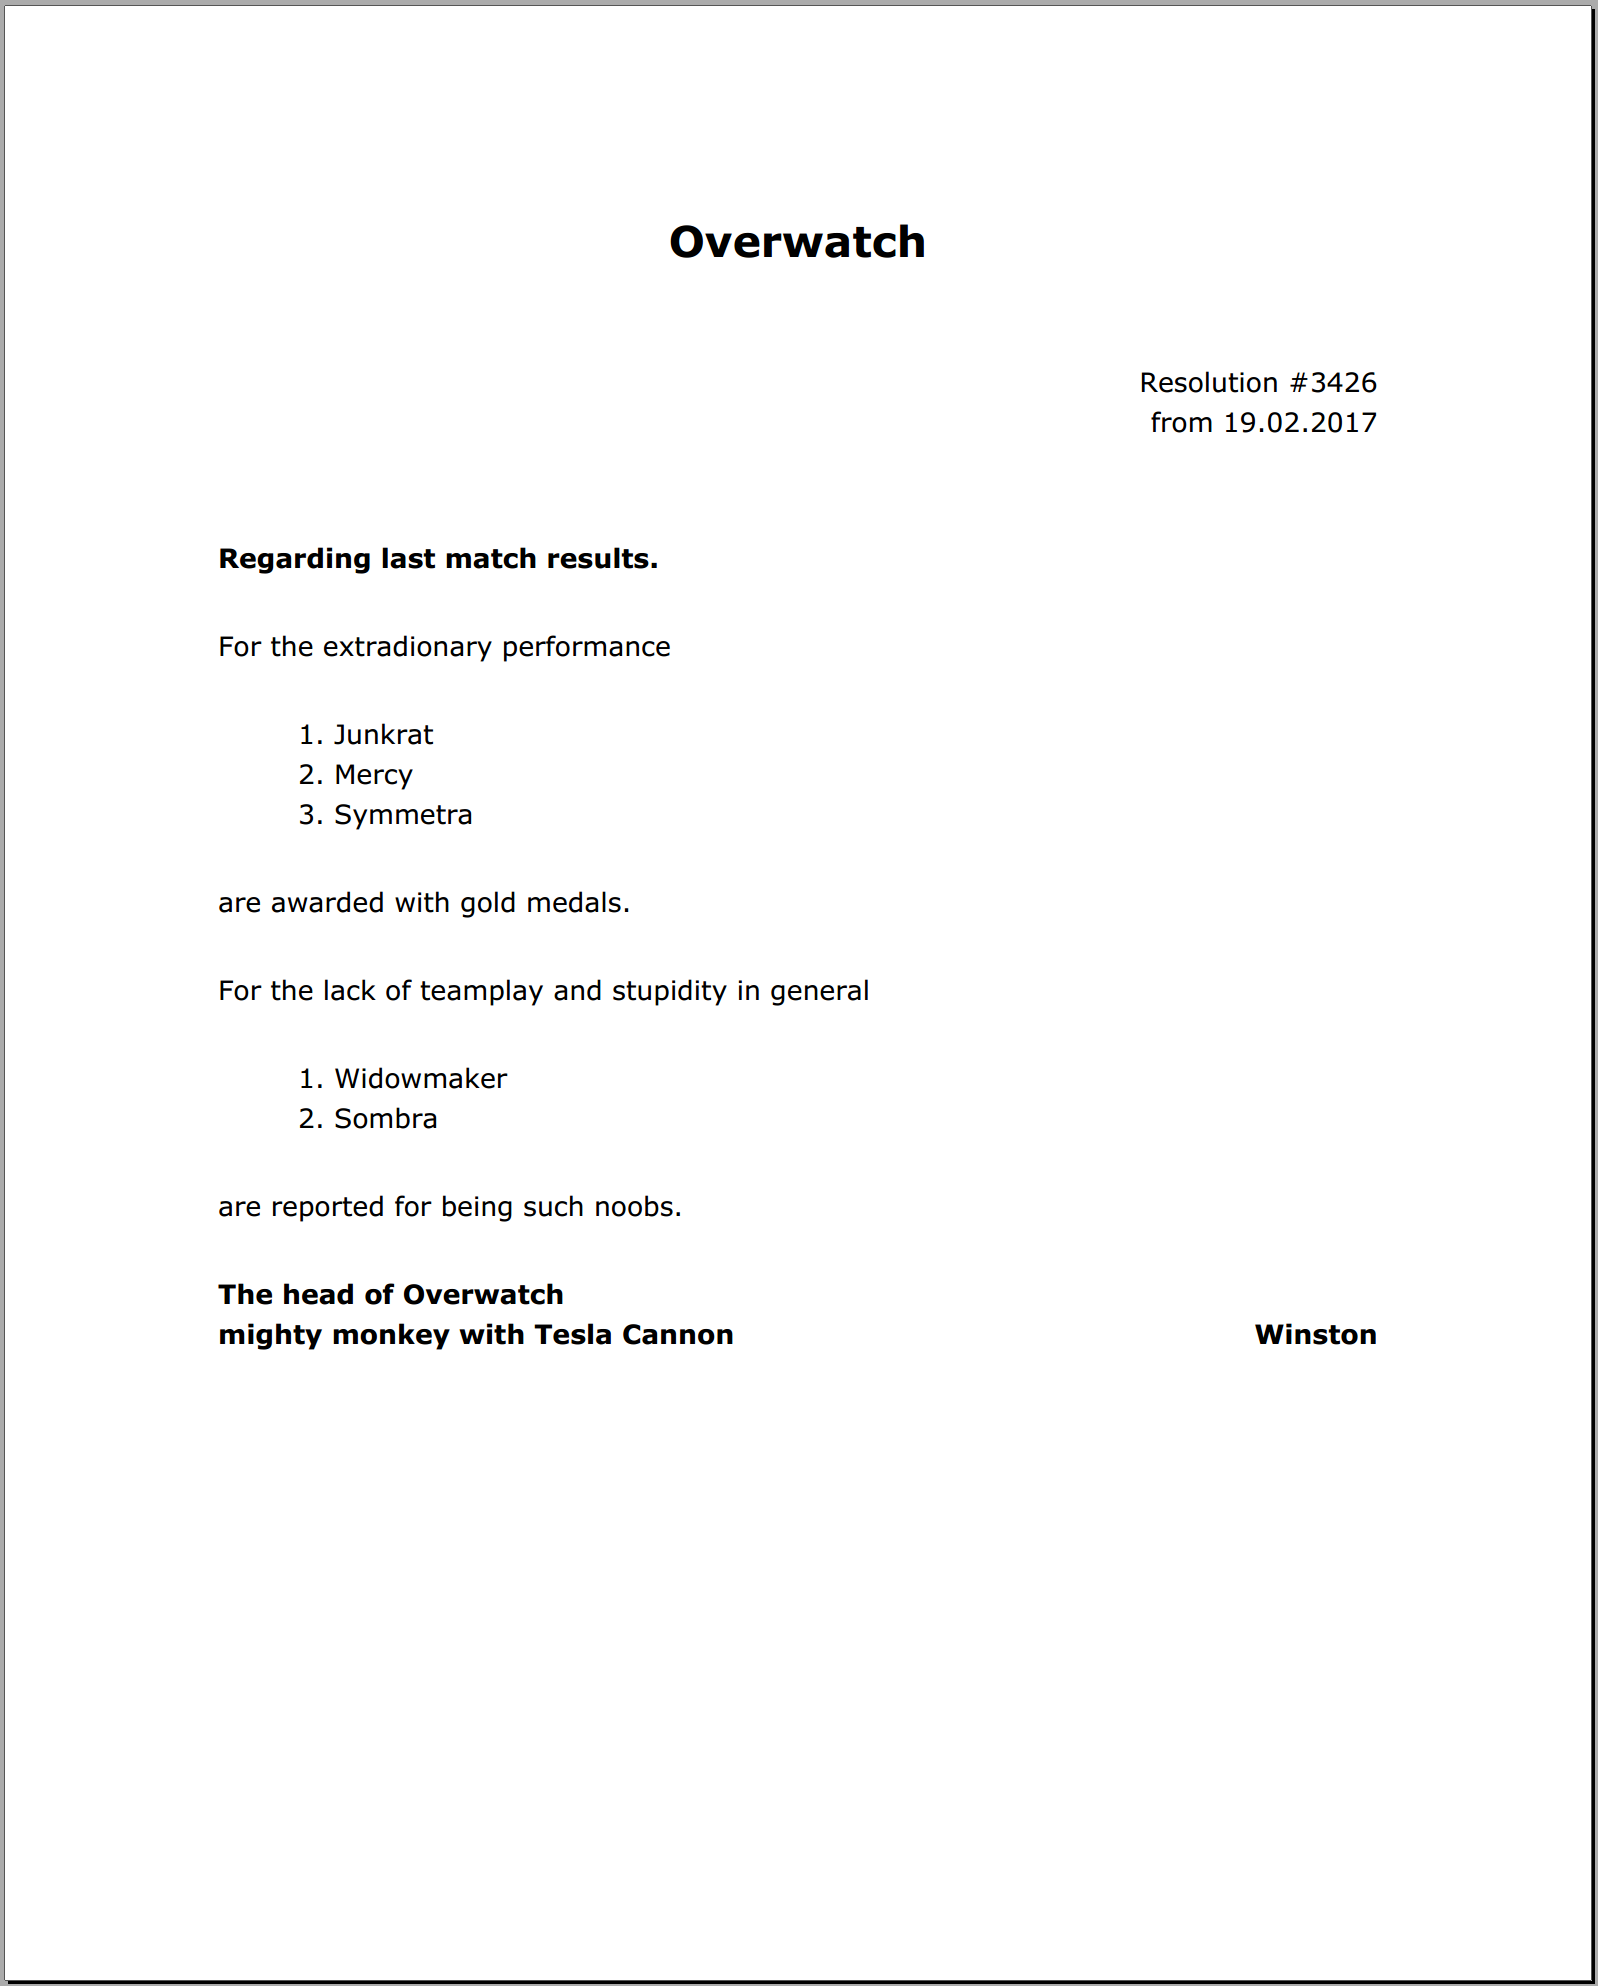 Overwatch
Resolution #3426
from 19.02.2017
Regarding last match results.
For the extradionary performance
1. Junkrat
2. Mercy
3. Symmetra
are awarded with gold medals.
For the lack of teamplay and stupidity in general
1. Widowmaker
2. Sombra
are reported for being such noobs.
The head of Overwatch
mighty monkey with Tesla Cannon Winston